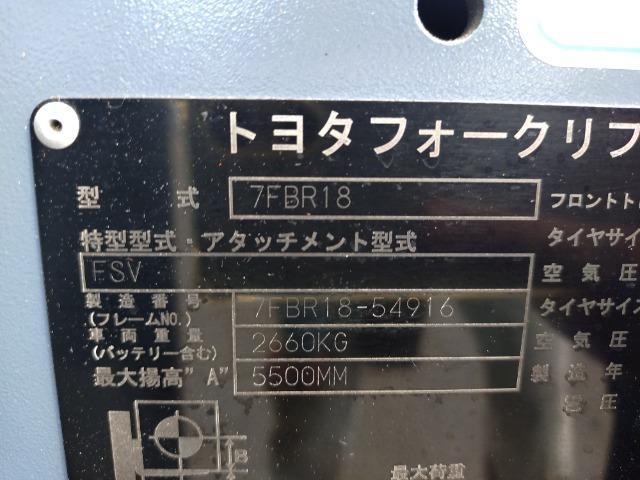 トヨタフォークリフ
型 式 7FBR18 フロントト
特型型式・アタッチメント型式 タイヤサイ
FSV 空気圧
製造番号 (フレームNO.) 7FBR18-54916 タイヤサイズ
車両重量 (バッテリー含む) 2660KG 空気圧
最大揚高"A" 5500MM 製造年
電圧
B
最大荷重